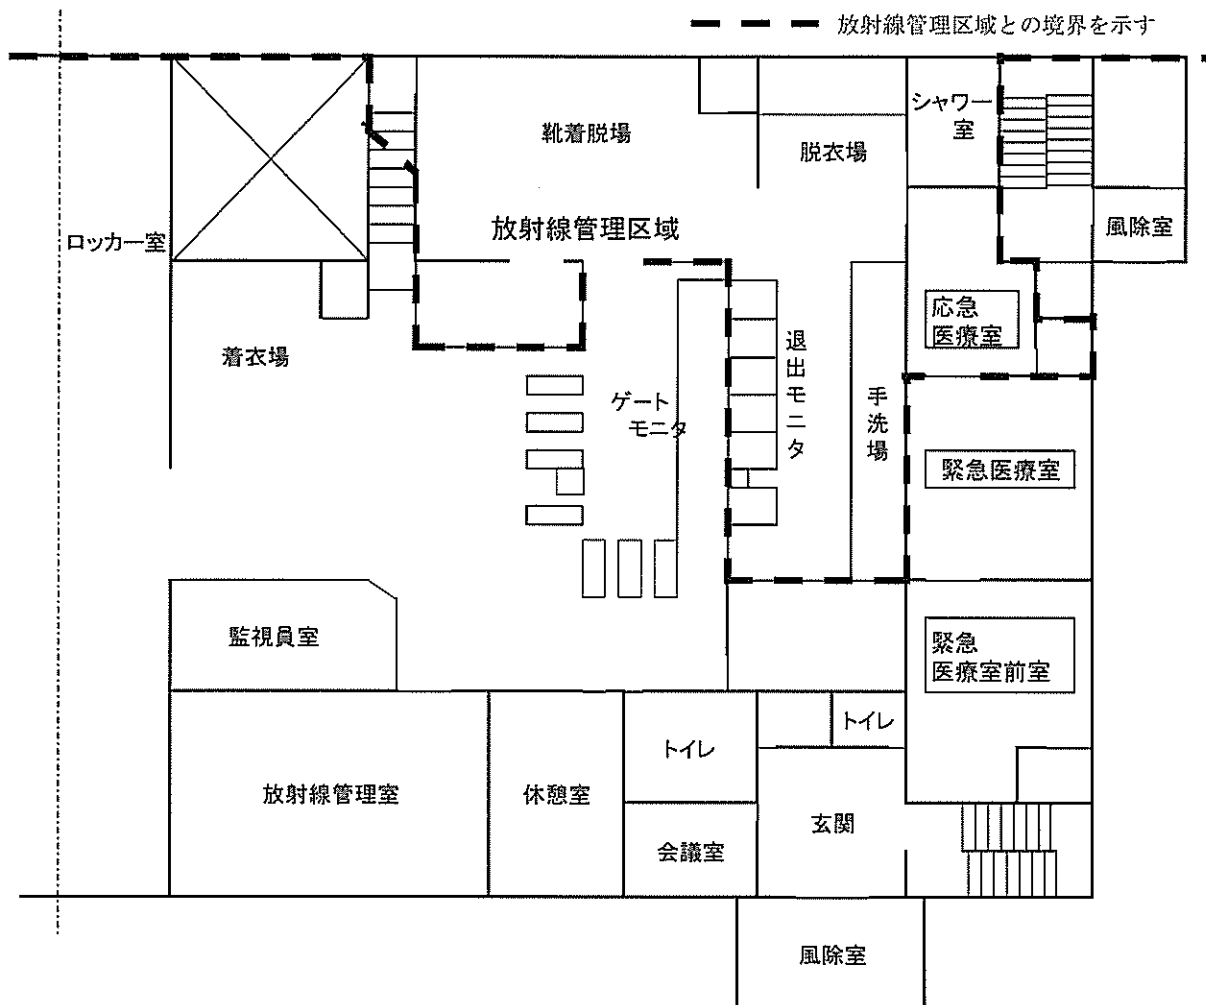 放射線管理区域との境界を示す
シャワー
室
靴着脱場
脱衣場
放射線管理区域
風除室
ロッカー室
応急
医療室
着衣場
退出モニタ
ゲート
モニタ
手洗場
緊急医療室
監視員室
緊急
医療室前室
トイレ
トイレ
放射線管理室
休憩室
玄関
会議室
風除室